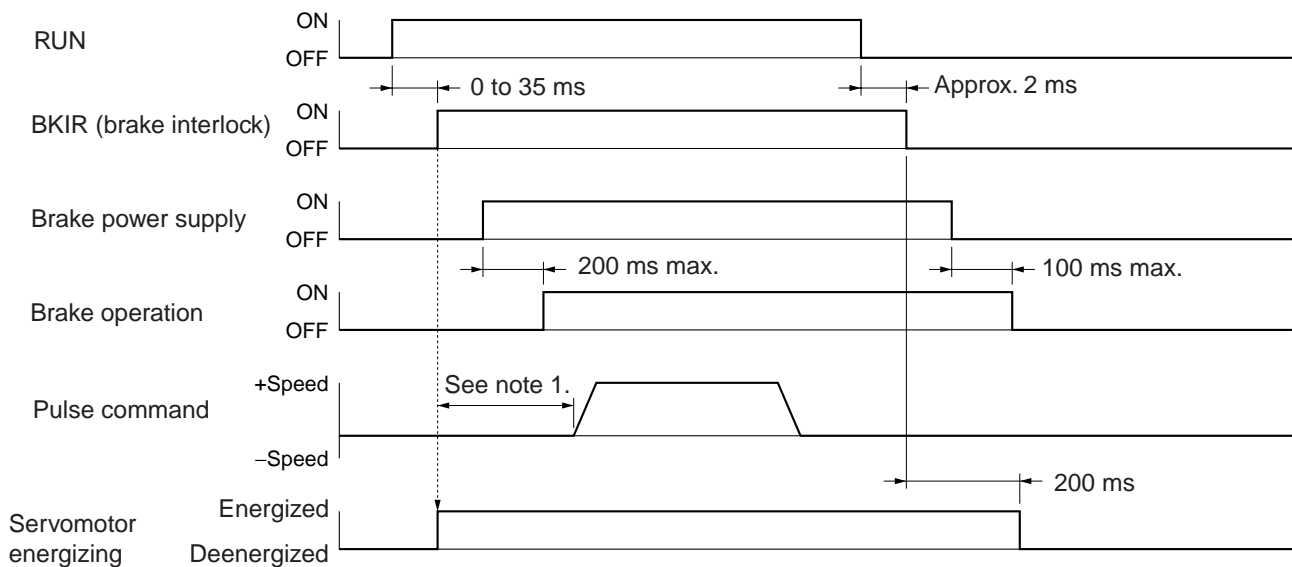 RUN
ON
OFF
0 to 35 ms
Approx. 2 ms
BKIR (brake interlock)
ON
OFF
Brake power supply
ON
OFF
200 ms max.
100 ms max.
Brake operation
ON
OFF
Pulse command
+Speed
See note 1.
−Speed
200 ms
Servomotor
energizing
Energized
Deenergized